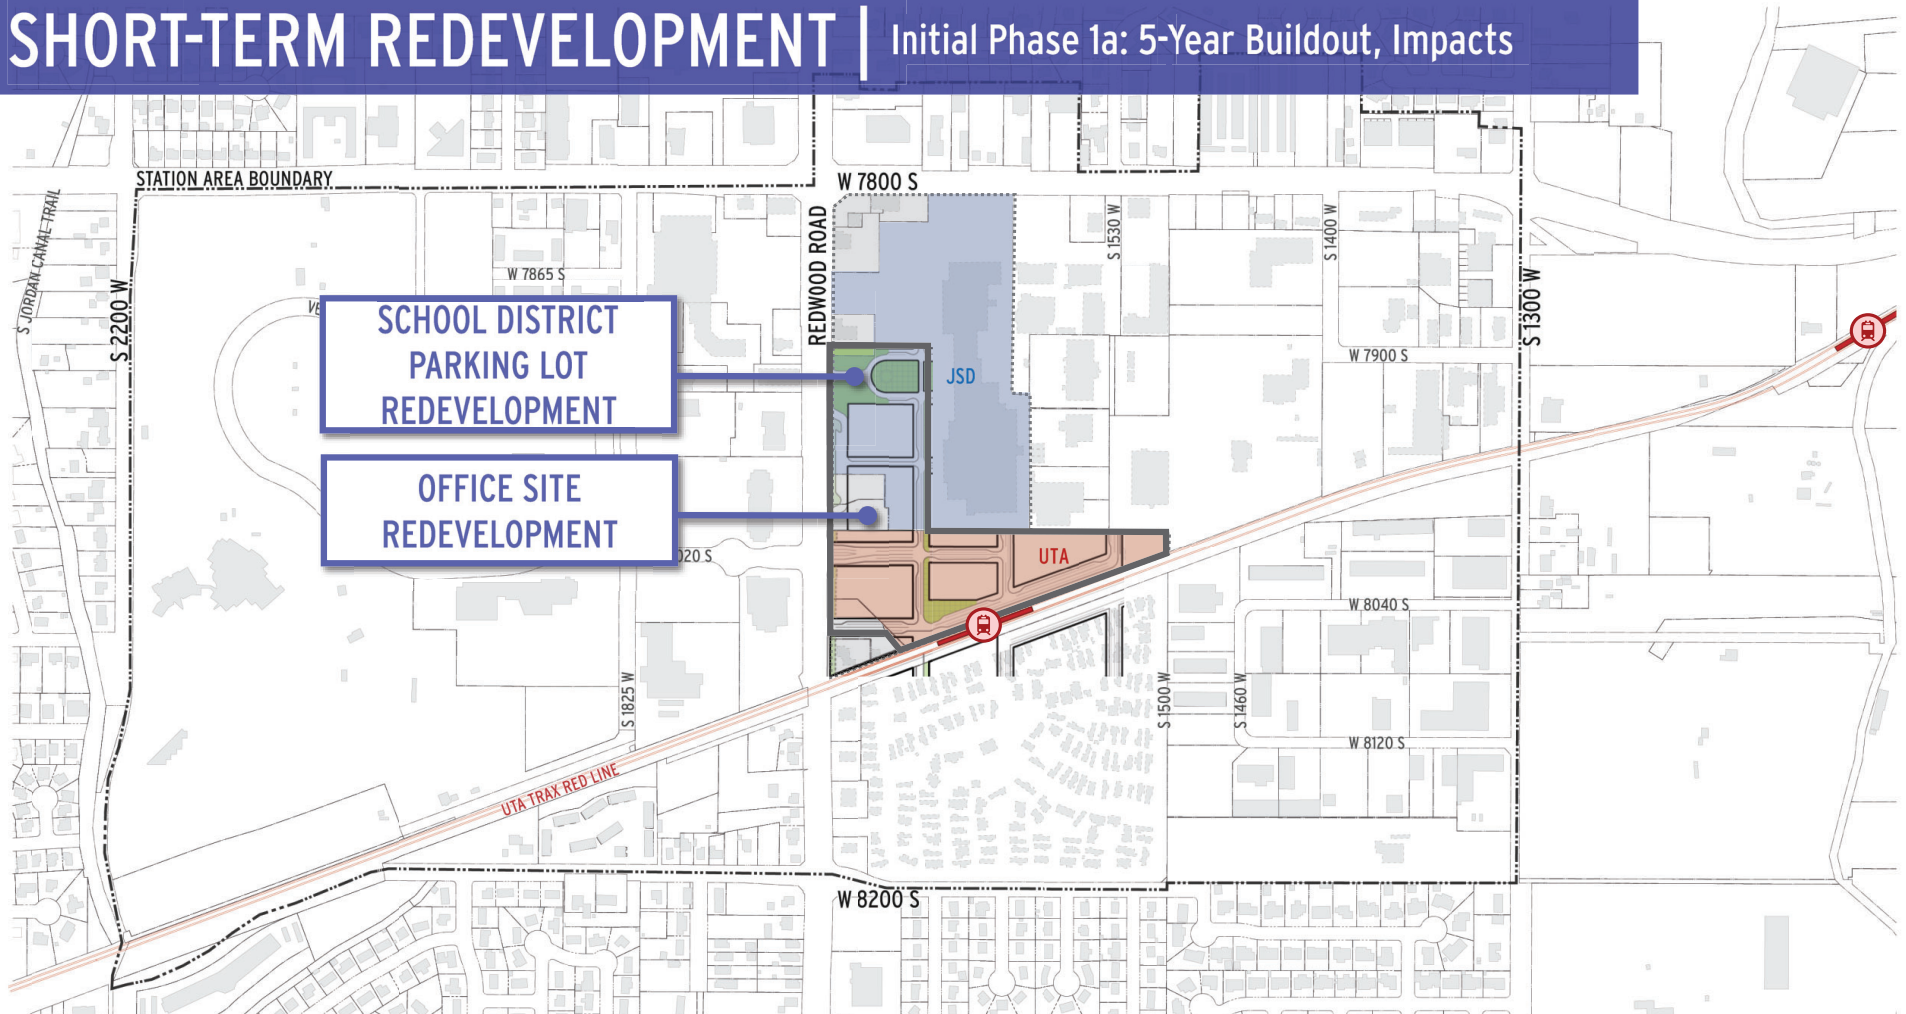 SHORT-TERM REDEVELOPMENT | Initial Phase 1a: 5-Year Buildout, Impacts
STATION AREA BOUNDARY
W 7800 S
S JORDAN CANAL TRAIL
S 2200 W
REDWOOD ROAD
S 1530 W
S 1400 W
S 1300 W
W 7865 S
VE
SCHOOL DISTRICT
PARKING LOT
REDEVELOPMENT
JSD
W 7900 S
OFFICE SITE
REDEVELOPMENT
020 S
UTA
W 8040 S
S 1825 W
S 1500 W
S 1460 W
W 8120 S
UTA TRAX RED LINE
W 8200 S